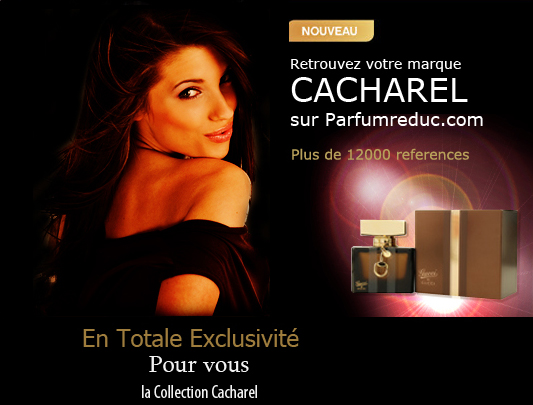 NOUVEAU
Retrouvez votre marque
CACHAREL
sur Parfumreduc.com
Plus de 12000 references
En Totale Exclusivité
Pour vous
la Collection Cacharel